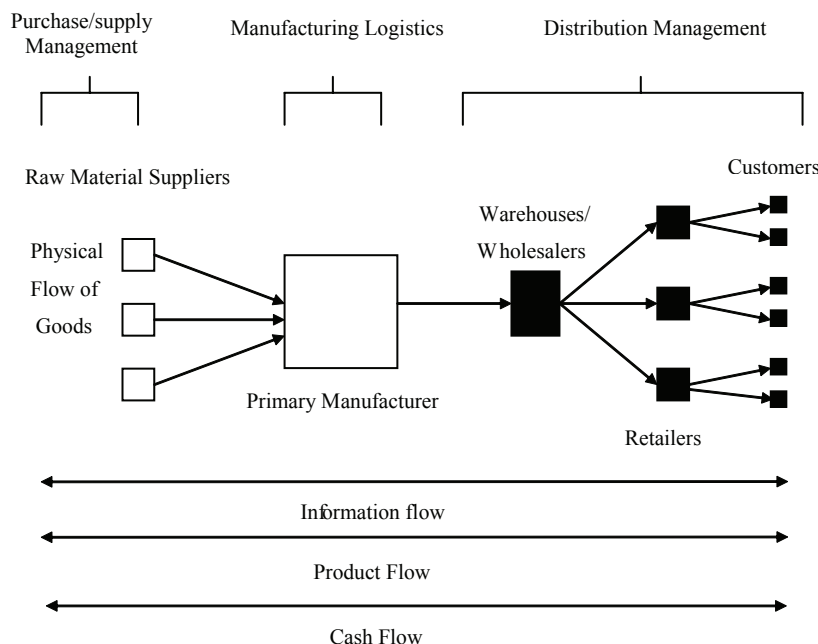 Purchase/supply
Management
Manufacturing Logistics
Distribution Management
Raw Material Suppliers
Customers
Warehouses/
Wholesalers
Physical
Flow of
Goods
Primary Manufacturer
Retailers
Information flow
Product Flow
Cash Flow